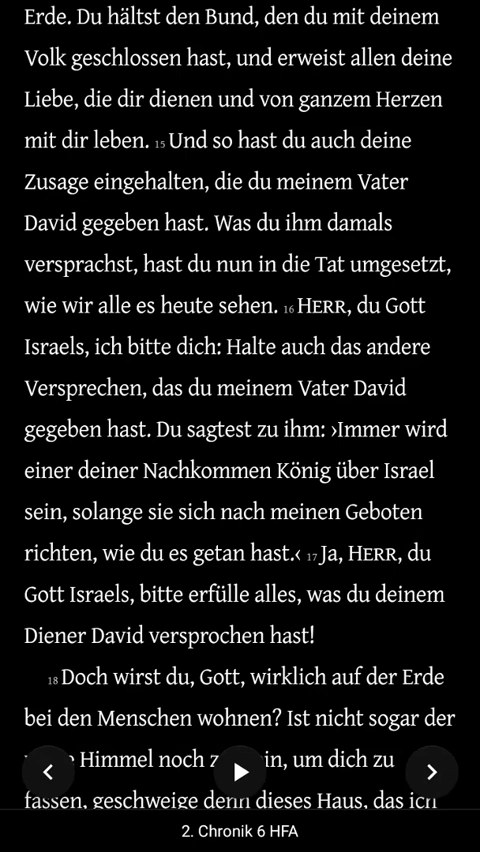 Erde. Du hältst den Bund, den du mit deinem
Volk geschlossen hast, und erweist allen deine
Liebe, die dir dienen und von ganzem Herzen
mit dir leben. 15 Und so hast du auch deine
Zusage eingehalten, die du meinem Vater
David gegeben hast. Was du ihm damals
versprachst, hast du nun in die Tat umgesetzt,
wie wir alle es heute sehen. 16 HERR, du Gott
Israels, ich bitte dich: Halte auch das andere
Versprechen, das du meinem Vater David
gegeben hast. Du sagtest zu ihm: ›Immer wird
einer deiner Nachkommen König über Israel
sein, solange sie sich nach meinen Geboten
richten, wie du es getan hast.‹ 17 Ja, HERR, du
Gott Israels, bitte erfülle alles, was du deinem
Diener David versprochen hast!
18 Doch wirst du, Gott, wirklich auf der Erde
bei den Menschen wohnen? Ist nicht sogar der
Himmel noch um dich zu
fassen, geschweige denn dieses Haus, das ich
2. Chronik 6 HFA